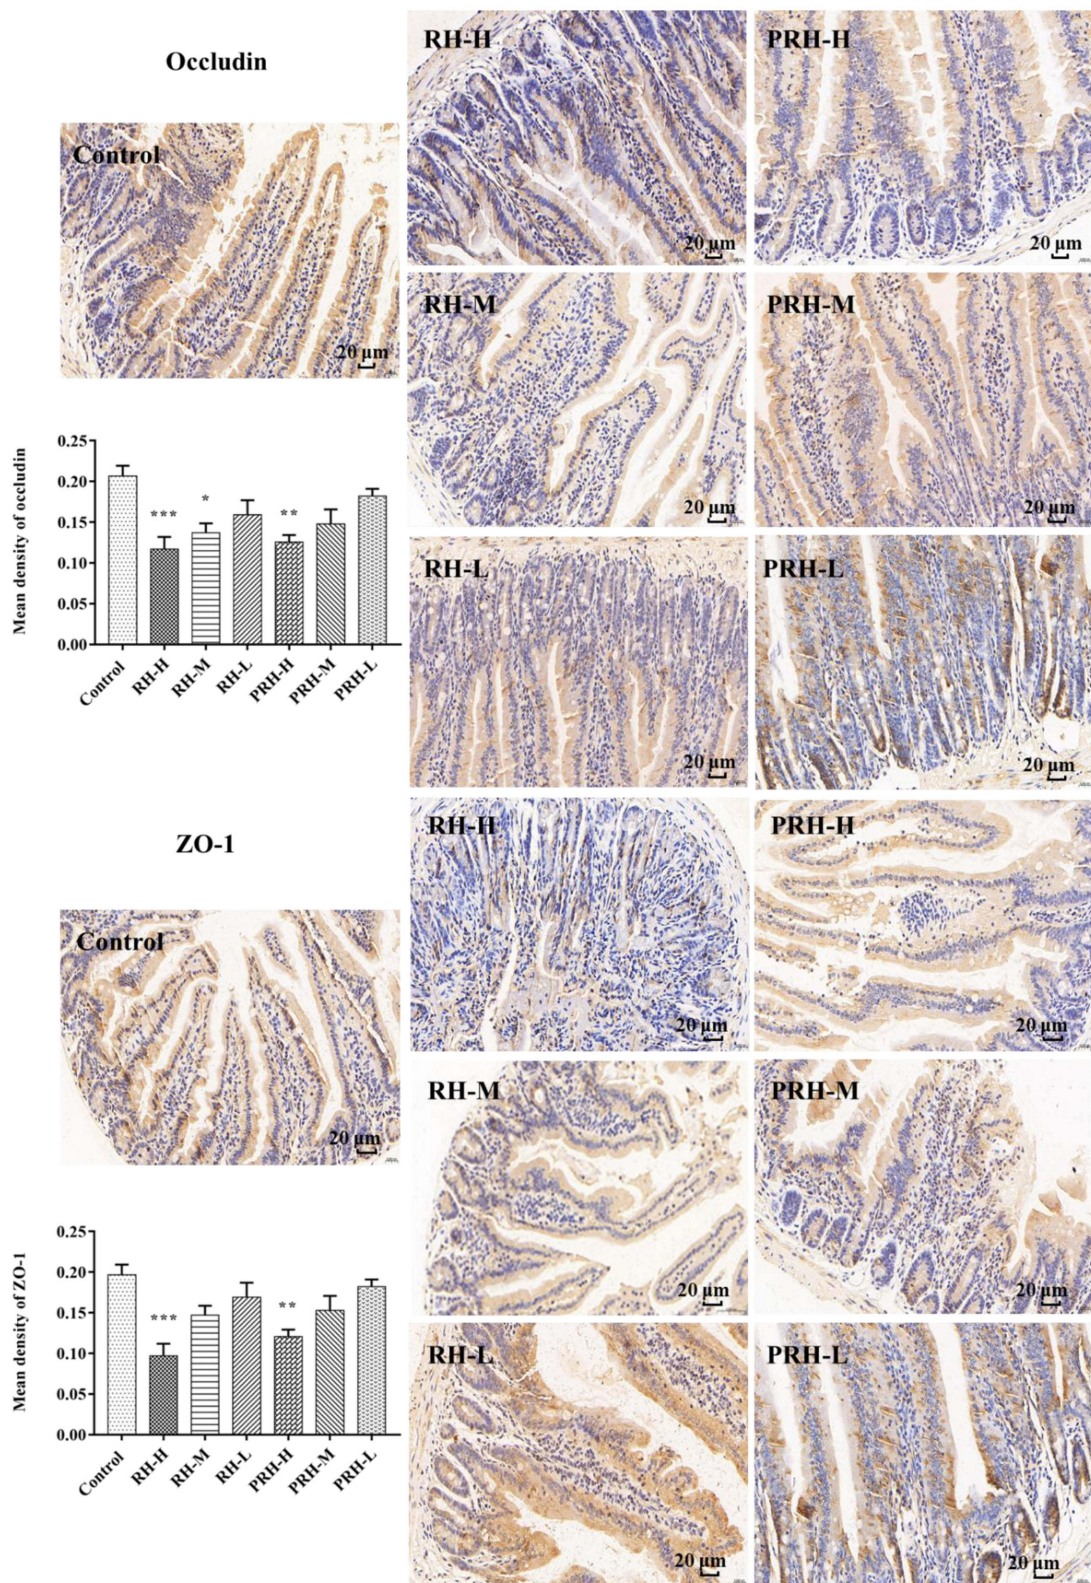 Occludin
Control
20 μm
RH-H
20 μm
PRH-H
20 μm
RH-M
20 μm
PRH-M
20 μm
RH-L
20 μm
PRH-L
20 μm
Mean density of occludin
0.25
0.20
0.15
0.10
0.05
0.00
***
*
**
Control
RH-H
RH-M
RH-L
PRH-H
PRH-M
PRH-L
ZO-1
Control
20 μm
RH-H
20 μm
PRH-H
20 μm
RH-M
20 μm
PRH-M
20 μm
RH-L
20 μm
PRH-L
20 μm
Mean density of ZO-1
0.25
0.20
0.15
0.10
0.05
0.00
***
**
Control
RH-H
RH-M
RH-L
PRH-H
PRH-M
PRH-L